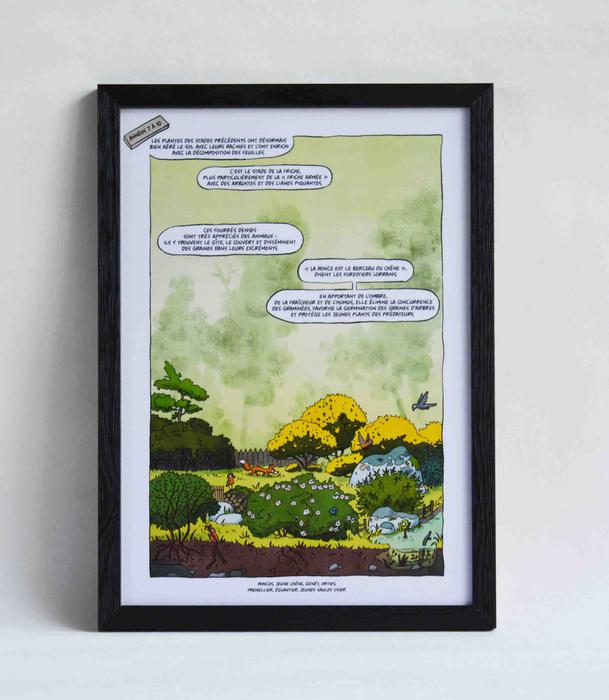 ANNÉES 7 À 10
LES PLANTES DES STADES PRÉCÉDENTS ONT DÉSORMAIS
BIEN AÉRÉ LE SOL AVEC LEURS RACINES ET L'ONT ENRICHI
AVEC LA DÉCOMPOSITION DES FEUILLES.
C'EST LE STADE DE LA FRICHE,
PLUS PARTICULIÈREMENT DE LA « FRICHE ARMÉE »
AVEC DES ARBUSTES ET DES LIANES PIQUANTES.
CES FOURRÉS DENSES
SONT TRÈS APPRÉCIÉS DES ANIMAUX :
ILS Y TROUVENT LE GÎTE, LE COUVERT ET DISSÉMINENT
DES GRAINES DANS LEURS EXCRÉMENTS.
« LA RONCE EST LE BERCEAU DU CHÊNE »,
DISENT LES FORESTIERS LORRAINS.
EN APPORTANT DE L'OMBRE,
DE LA FRAÎCHEUR ET DE L'HUMUS, ELLE ÉLIMINE LA CONCURRENCE
DES GRAMINÉES, FAVORISE LA GERMINATION DES GRAINES D'ARBRES
ET PROTÈGE LES JEUNES PLANTS DES PRÉDATEURS.
RONCES, JEUNE CHÊNE, GENÊT, ORTIES,
PRUNELLIER, ÉGLANTIER, JEUNES SAULES OSIER.